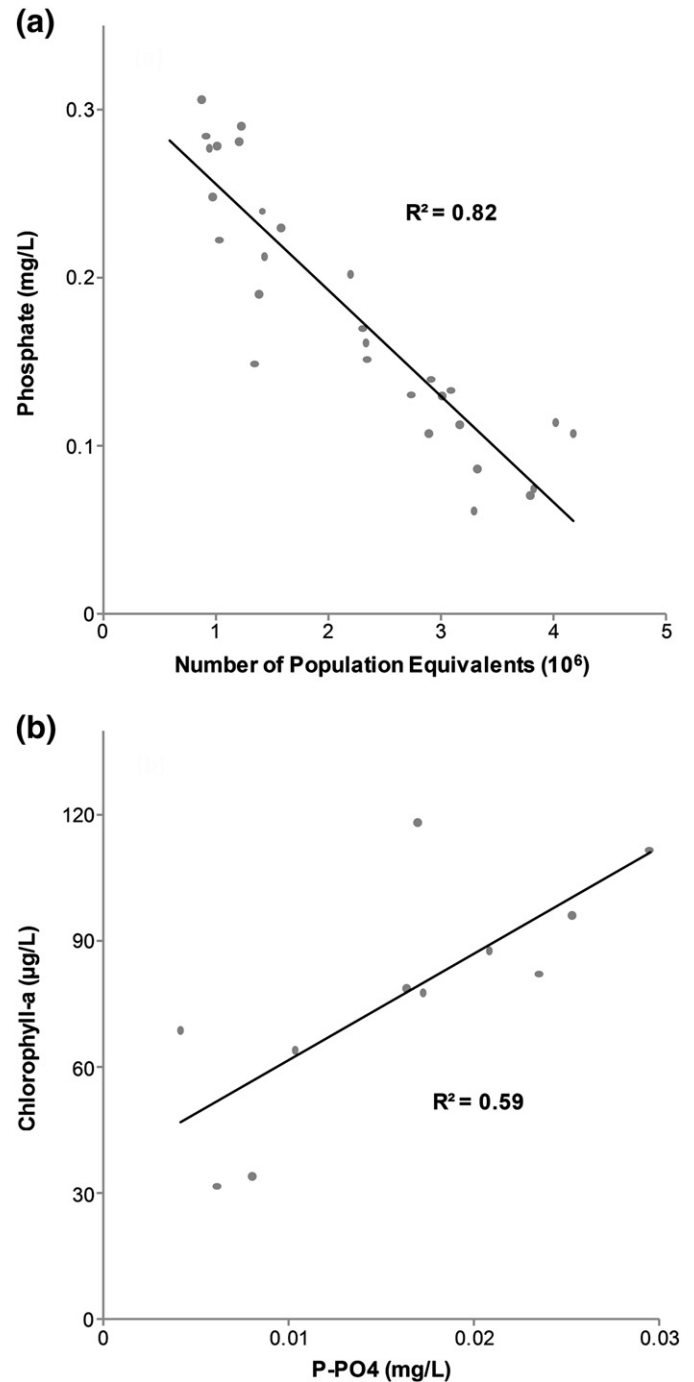 (a)
0.3
R² = 0.82
0.2
Phosphate (mg/L)
0.1
0
0 1 2 3 4 5
Number of Population Equivalents (10⁶)
(b)
120
90
Chlorophyll-a (µg/L)
60
R² = 0.59
30
0
0 0.01 0.02 0.03
P-PO4 (mg/L)